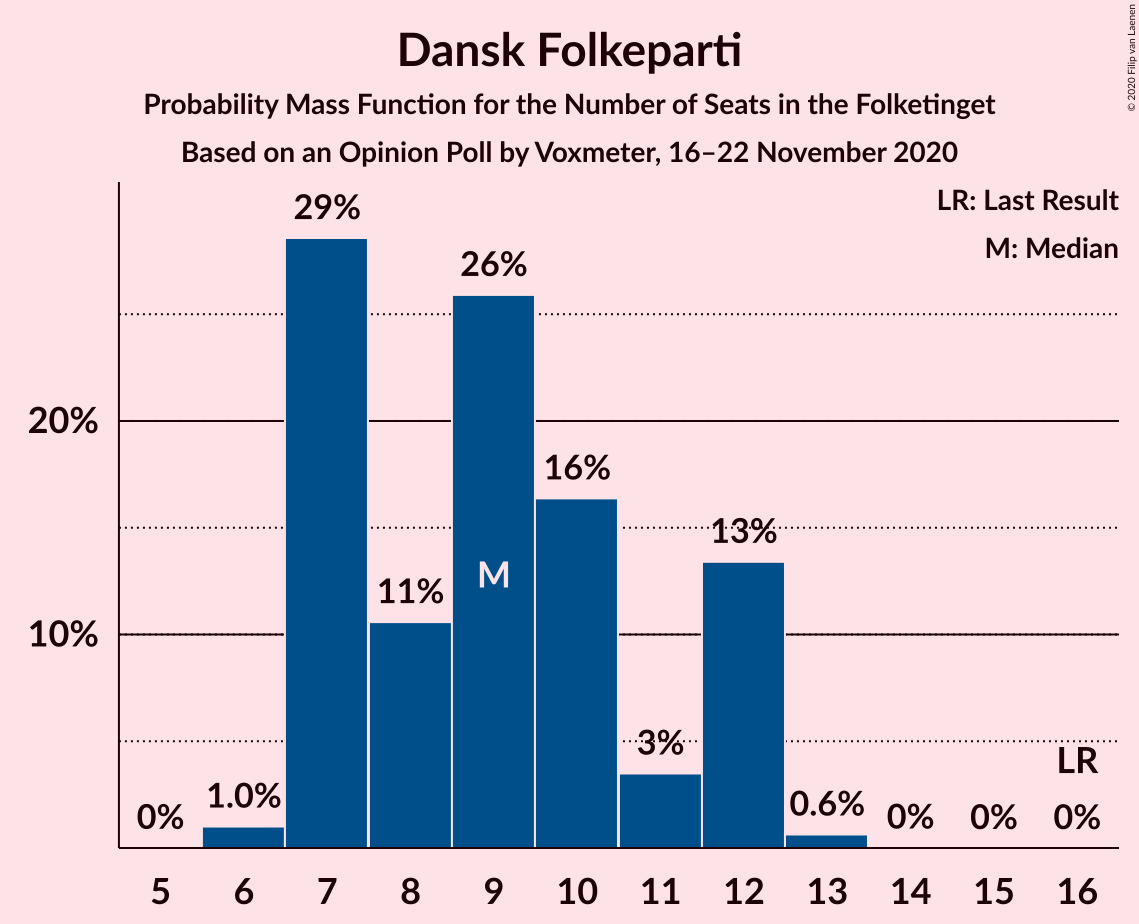 Dansk Folkeparti
Probability Mass Function for the Number of Seats in the Folketinget
Based on an Opinion Poll by Voxmeter, 16–22 November 2020
© 2020 Filip van Laenen
LR: Last Result
M: Median
29%
26%
20%
16%
13%
M
11%
10%
3%
LR
1.0%
0.6%
0%
0%
0%
0%
5 6 7 8 9 10 11 12 13 14 15 16